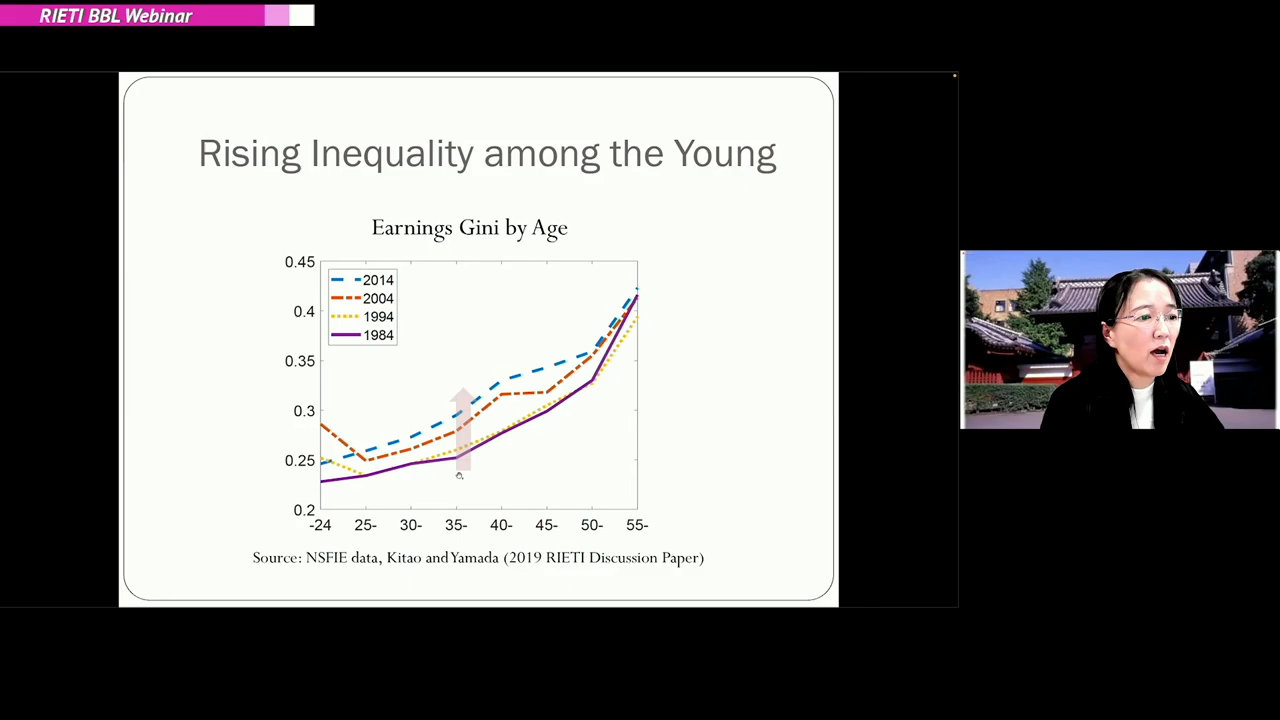 RIETI BBL Webinar
Rising Inequality among the Young
Earnings Gini by Age
0.45
0.4
0.35
0.3
0.25
0.2
2014
2004
1994
1984
-24 25- 30- 35- 40- 45- 50- 55-
Source: NSFIE data, Kitao and Yamada (2019 RIETI Discussion Paper)